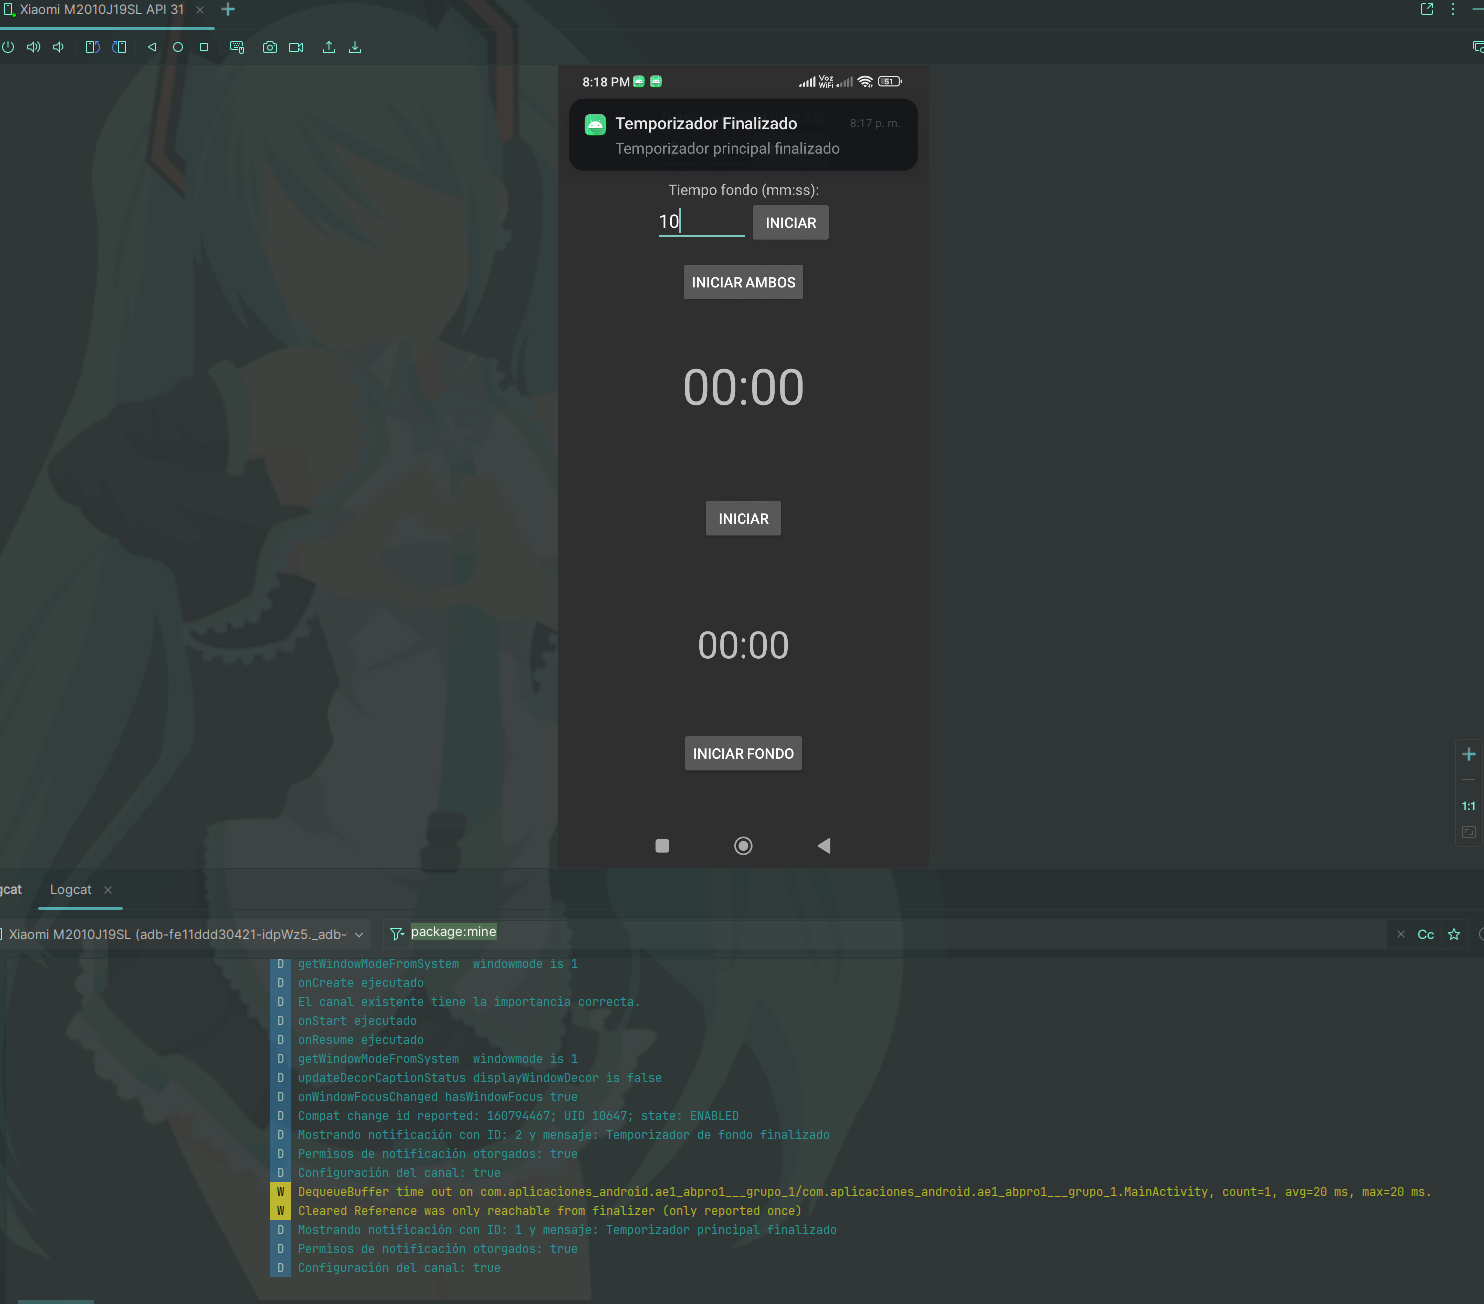 Xiaomi M2010J19SL API 31
8:18 PM
Voz
WiFi
51
Temporizador Finalizado
8:17 p. m.
Temporizador principal finalizado
Tiempo fondo (mm:ss):
10
INICIAR
INICIAR AMBOS
00:00
INICIAR
00:00
INICIAR FONDO
1:1
gcat
Logcat
Xiaomi M2010J19SL (adb-fe11ddd30421-idpWz5._adb-
package:mine
Cc
D getWindowModeFromSystem  windowmode is 1
D onCreate ejecutado
D El canal existente tiene la importancia correcta.
D onStart ejecutado
D onResume ejecutado
D getWindowModeFromSystem  windowmode is 1
D updateDecorCaptionStatus displayWindowDecor is false
D onWindowFocusChanged hasWindowFocus true
D Compat change id reported: 160794467; UID 10647; state: ENABLED
D Mostrando notificación con ID: 2 y mensaje: Temporizador de fondo finalizado
D Permisos de notificación otorgados: true
D Configuración del canal: true
W DequeueBuffer time out on com.aplicaciones_android.ae1_abpro1___grupo_1/com.aplicaciones_android.ae1_abpro1___grupo_1.MainActivity, count=1, avg=20 ms, max=20 ms.
W Cleared Reference was only reachable from finalizer (only reported once)
D Mostrando notificación con ID: 1 y mensaje: Temporizador principal finalizado
D Permisos de notificación otorgados: true
D Configuración del canal: true